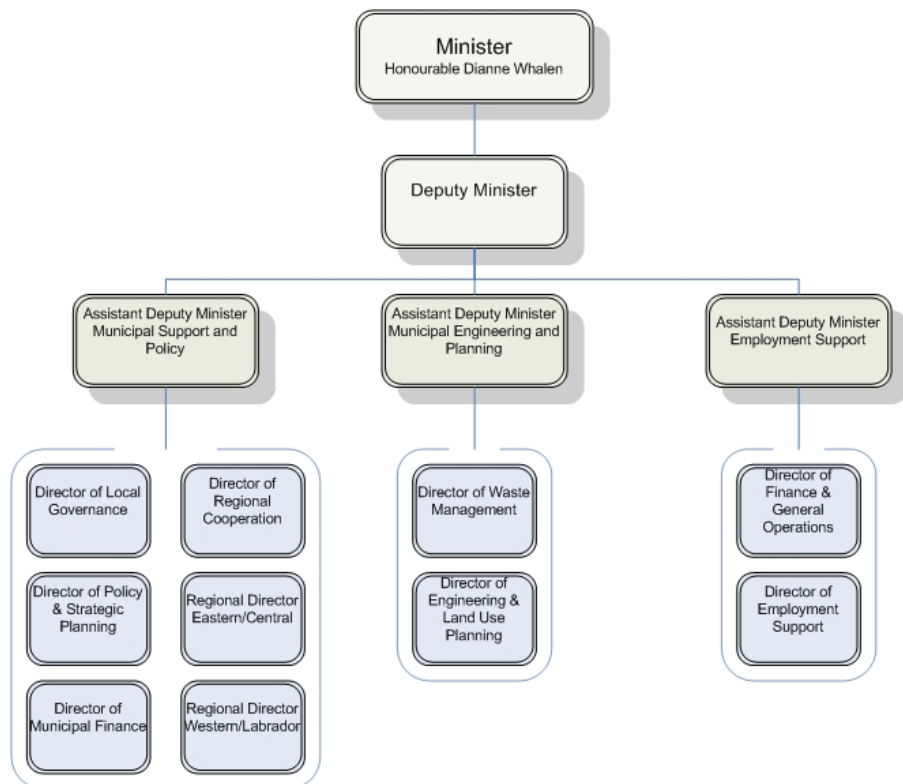 Minister
Honourable Dianne Whalen
Deputy Minister
Assistant Deputy Minister
Municipal Support and
Policy
Assistant Deputy Minister
Municipal Engineering and
Planning
Assistant Deputy Minister
Employment Support
Director of Local
Governance
Director of
Regional
Cooperation
Director of Policy
& Strategic
Planning
Regional Director
Eastern/Central
Director of
Municipal Finance
Regional Director
Western/Labrador
Director of Waste
Management
Director of
Engineering &
Land Use
Planning
Director of
Finance &
General
Operations
Director of
Employment
Support